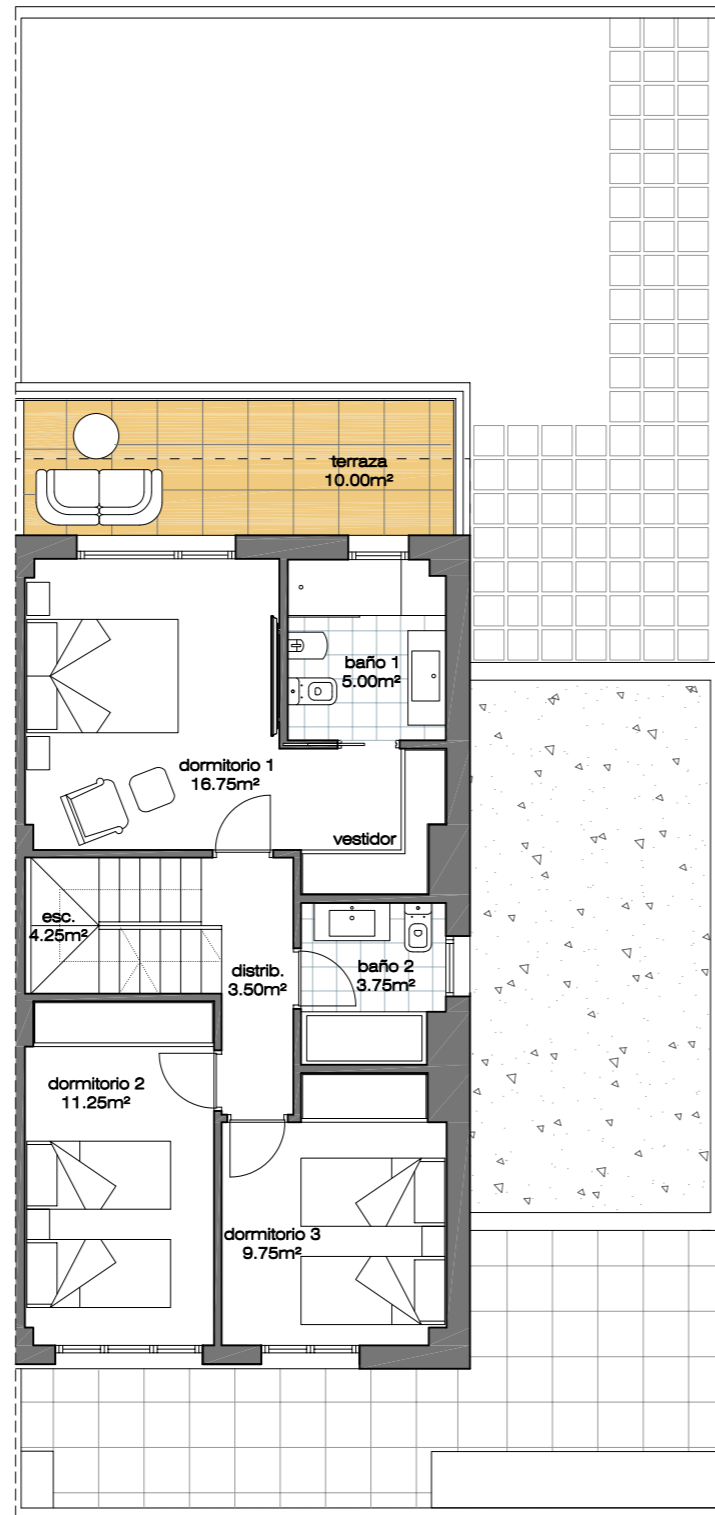 terraza
10.00m²
baño 1
5.00m²
dormitorio 1
16.75m²
vestidor
esc.
4.25m²
distrib.
3.50m²
baño 2
3.75m²
dormitorio 2
11.25m²
dormitorio 3
9.75m²